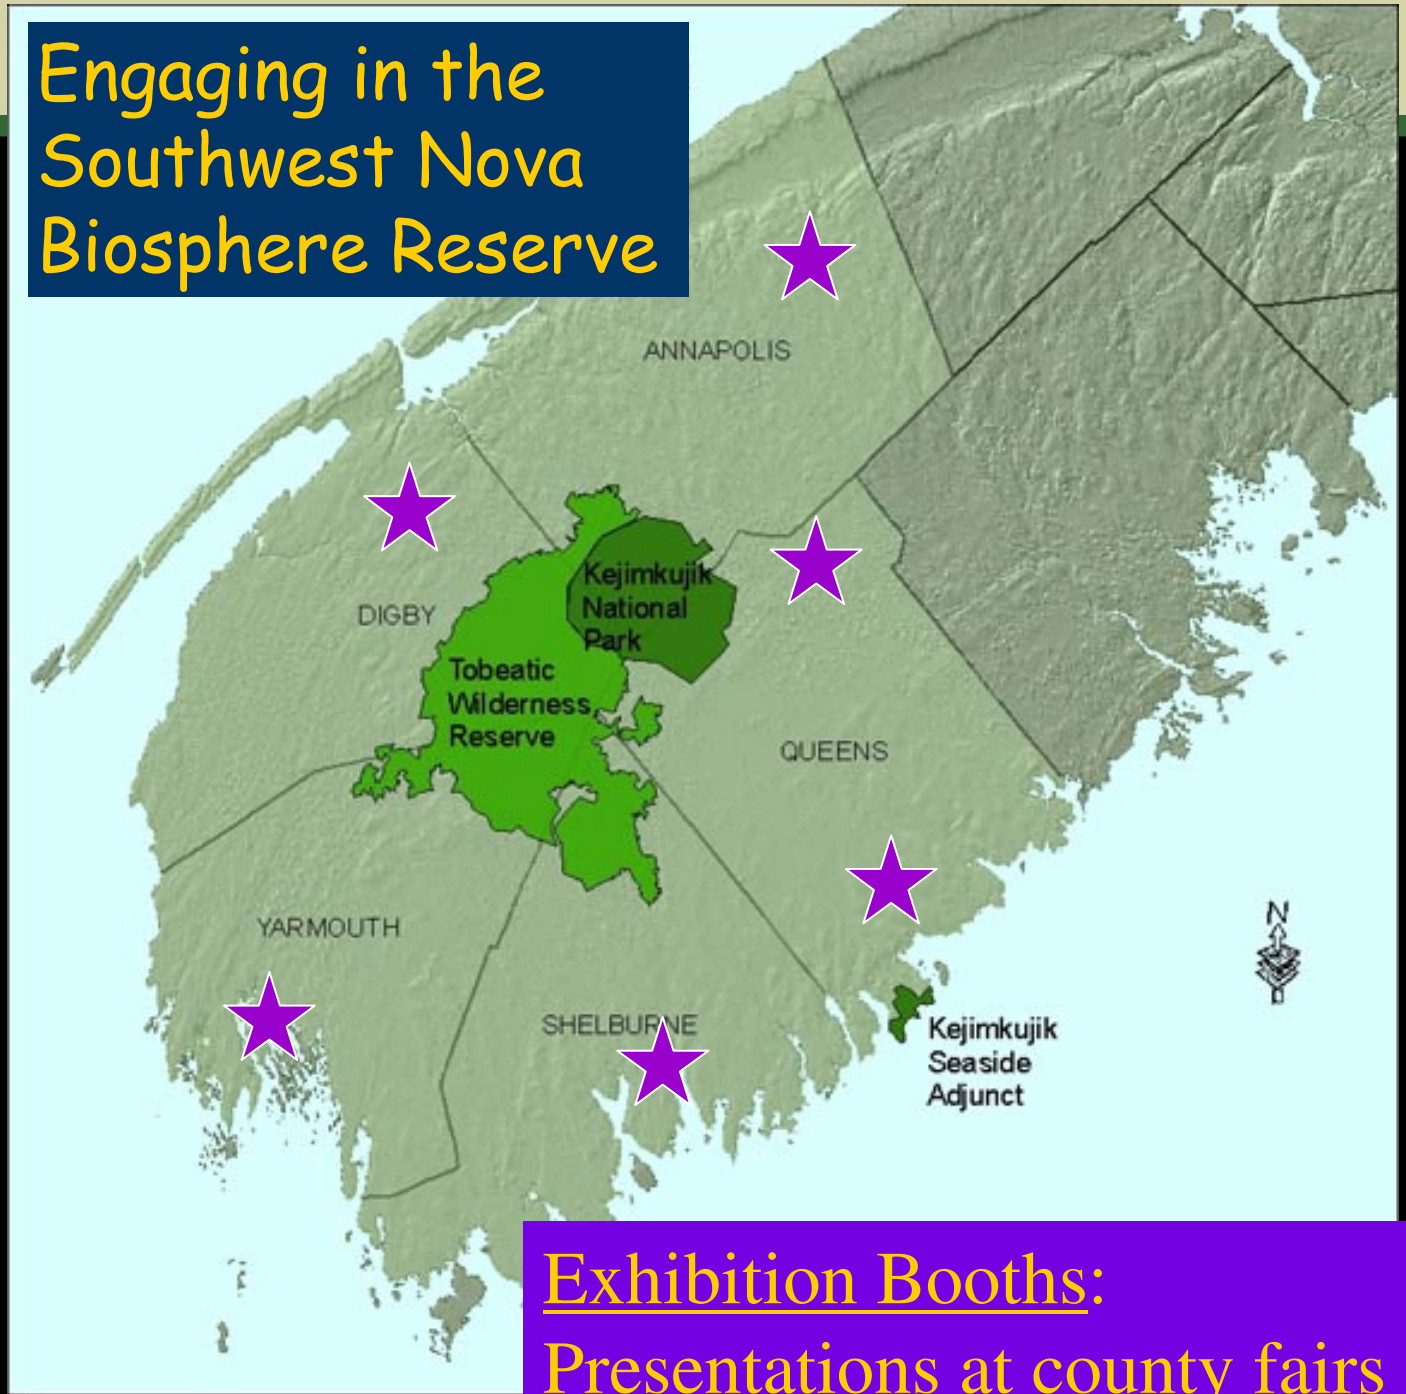 Engaging in the
Southwest Nova
Biosphere Reserve
ANNAPOLIS
Kejimkujik
National
Park
DIGBY
Tobeatic
Wilderness
Reserve
QUEENS
YARMOUTH
N
SHELBURNE
Kejimkujik
Seaside
Adjunct
Exhibition Booths:
Presentations at county fairs